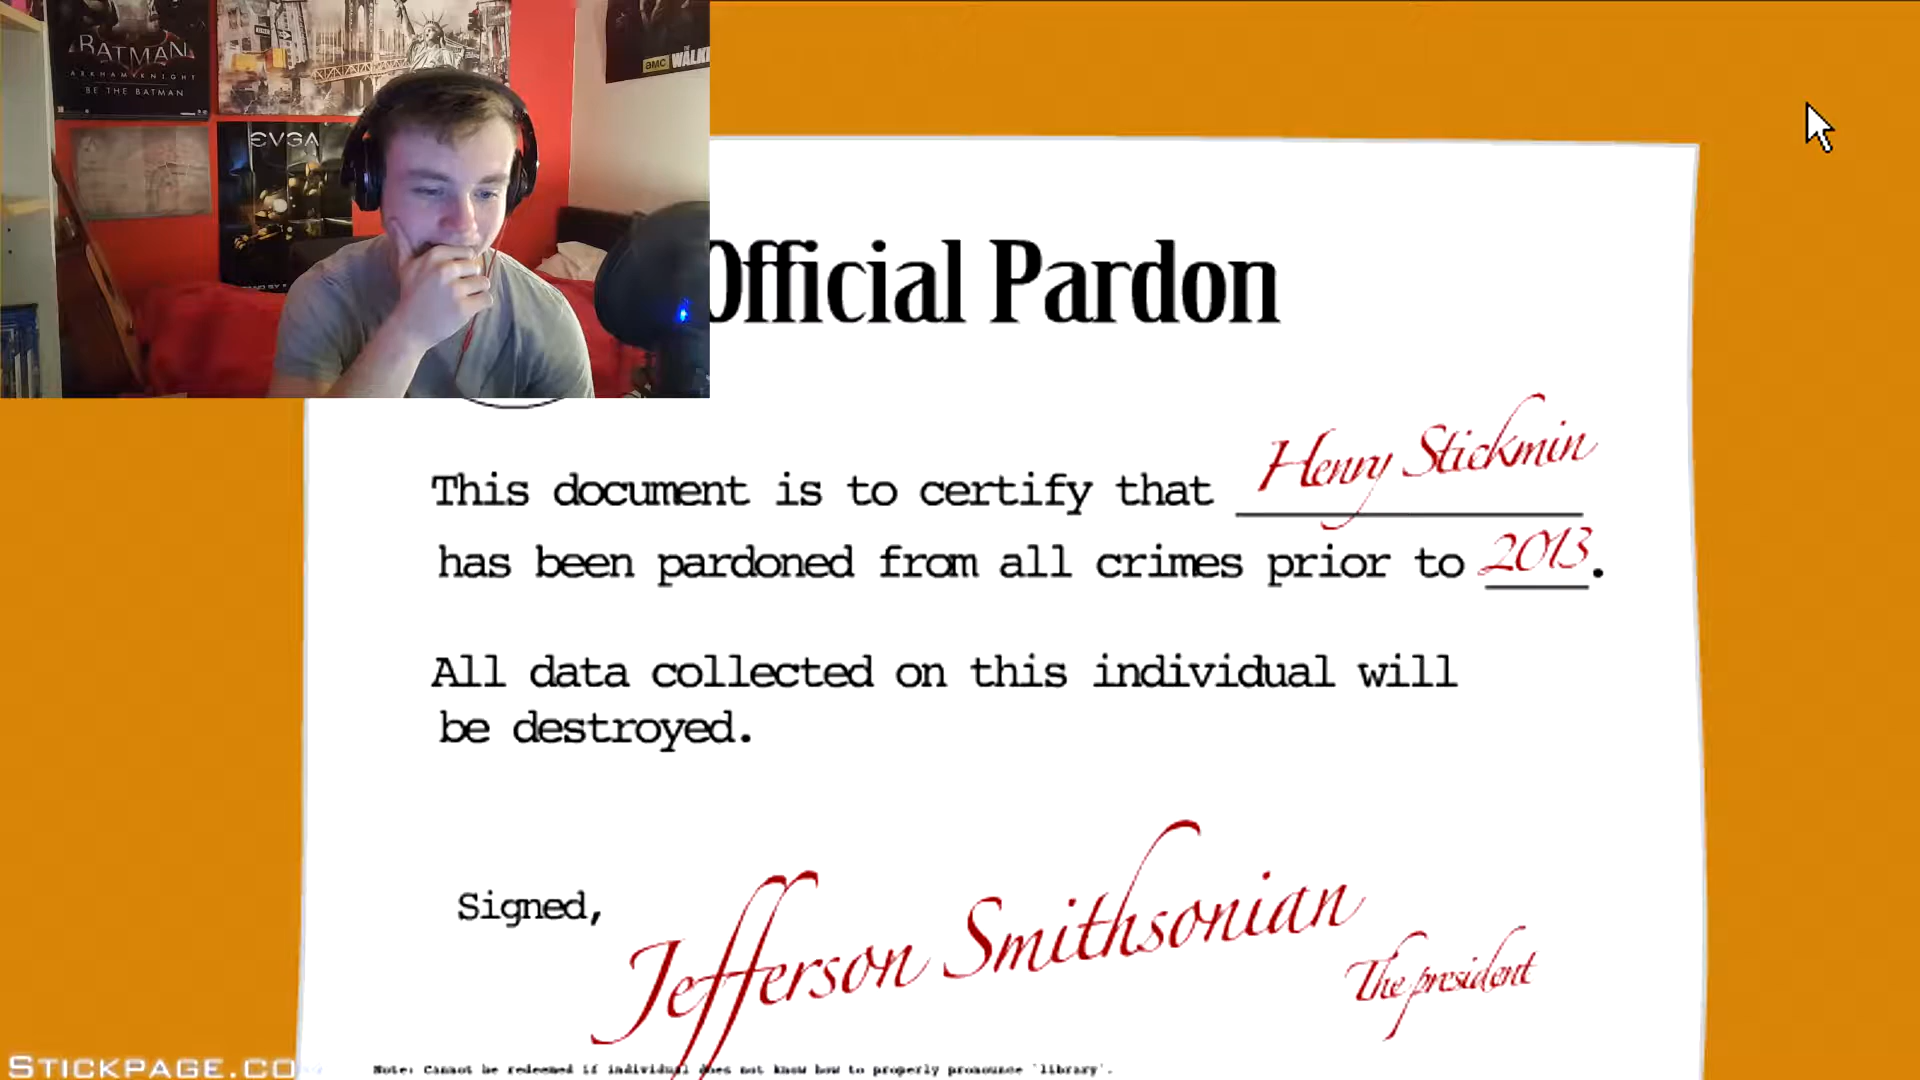 BATMAN
ARKHAM KNIGHT
BE THE BATMAN
EVGA
AMC
THE
WALK
Official Pardon
This document is to certify that Henry Stickmin
has been pardoned from all crimes prior to 2013.
All data collected on this individual will
be destroyed.
Signed,
Jefferson Smithsonian
The president
STICKPAGE.CO
Note: Cannot be redeemed if individual does not know how to properly pronounce 'library'.